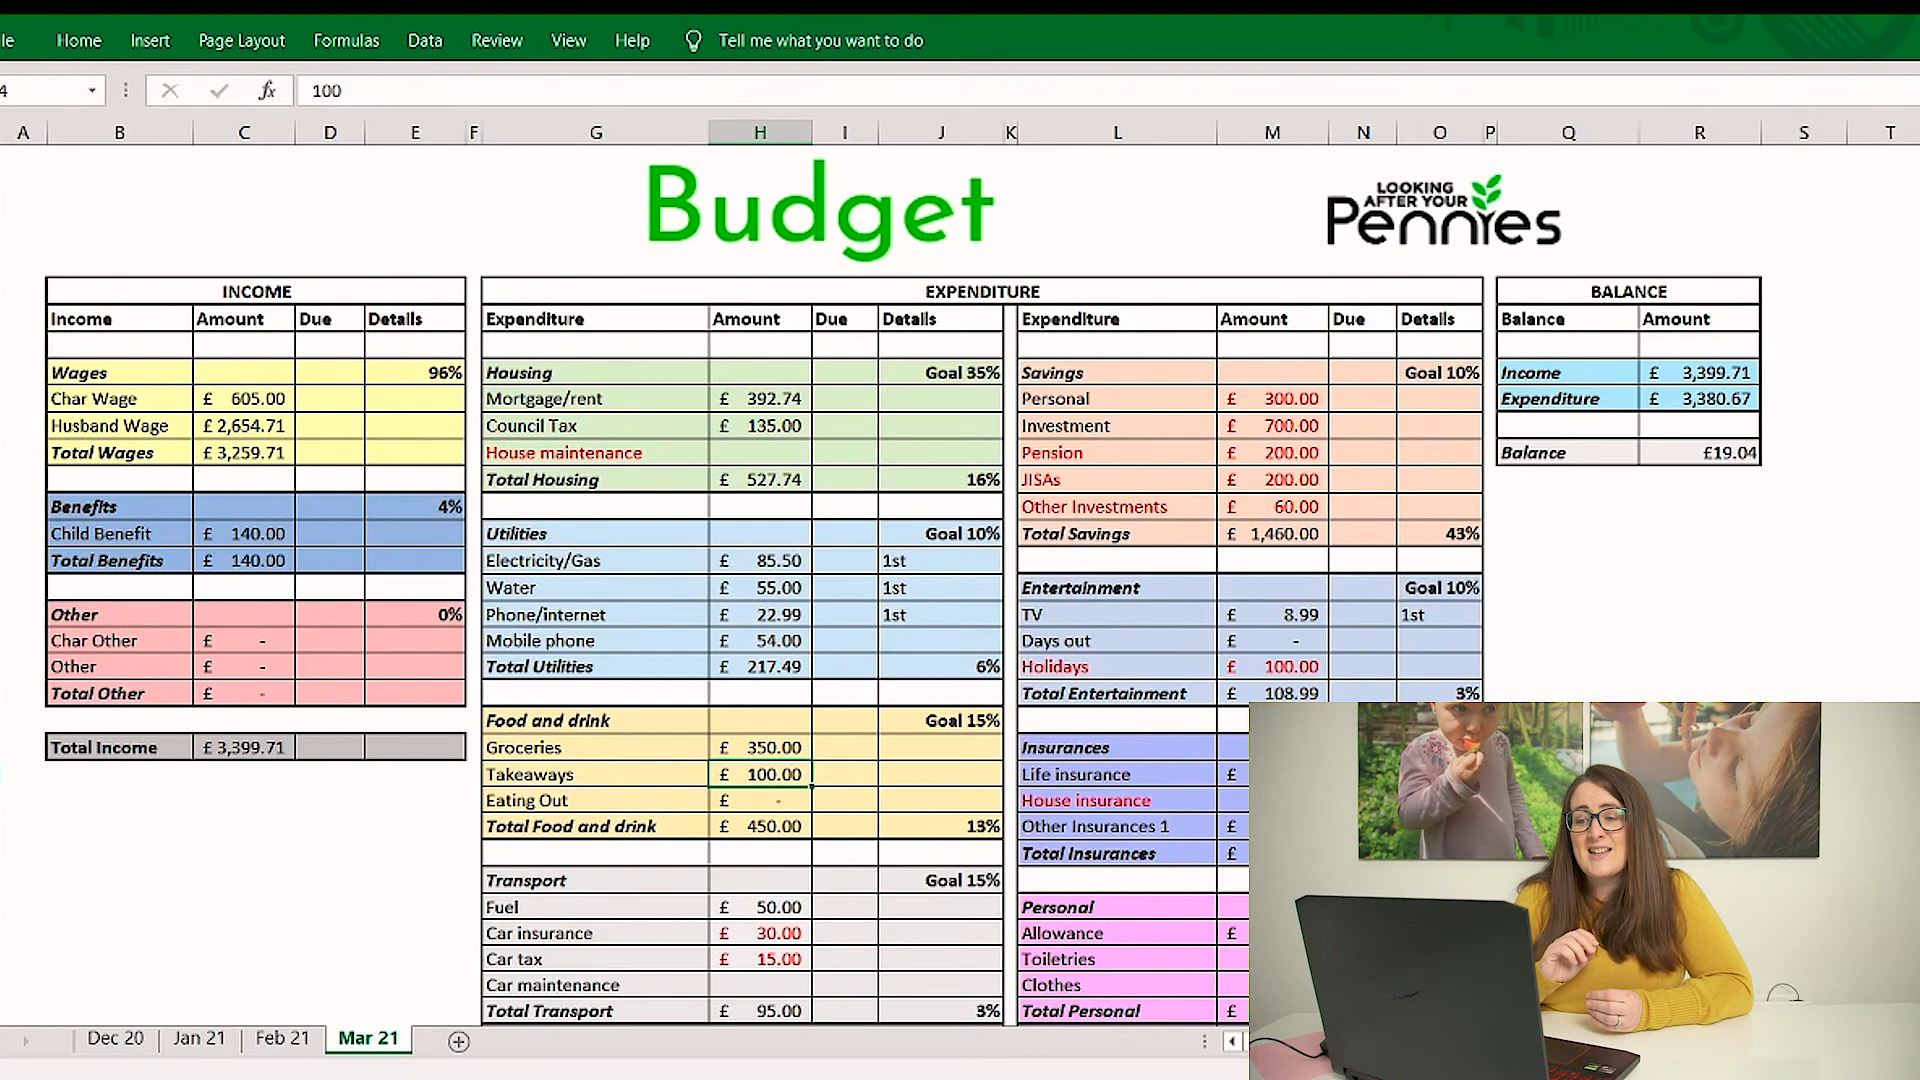 le Home Insert Page Layout Formulas Data Review View Help Tell me what you want to do
4 fx 100
A B C D E F G H I J K L M N O P Q R S T
Budget
LOOKING
AFTER YOUR
Pennies
INCOME
Income Amount Due Details
Wages 96%
Char Wage £ 605.00
Husband Wage £ 2,654.71
Total Wages £ 3,259.71
Benefits 4%
Child Benefit £ 140.00
Total Benefits £ 140.00
Other 0%
Char Other £ -
Other £ -
Total Other £ -
Total Income £ 3,399.71
EXPENDITURE
Expenditure Amount Due Details
Housing Goal 35%
Mortgage/rent £ 392.74
Council Tax £ 135.00
House maintenance
Total Housing £ 527.74 16%
Utilities Goal 10%
Electricity/Gas £ 85.50 1st
Water £ 55.00 1st
Phone/internet £ 22.99 1st
Mobile phone £ 54.00
Total Utilities £ 217.49 6%
Food and drink Goal 15%
Groceries £ 350.00
Takeaways £ 100.00
Eating Out £ -
Total Food and drink £ 450.00 13%
Transport Goal 15%
Fuel £ 50.00
Car insurance £ 30.00
Car tax £ 15.00
Car maintenance
Total Transport £ 95.00 3%
Expenditure Amount Due Details
Savings Goal 10%
Personal £ 300.00
Investment £ 700.00
Pension £ 200.00
JISAs £ 200.00
Other Investments £ 60.00
Total Savings £ 1,460.00 43%
Entertainment Goal 10%
TV £ 8.99 1st
Days out £ -
Holidays £ 100.00
Total Entertainment £ 108.99 3%
Insurances
Life insurance £
House insurance
Other Insurances 1 £
Total Insurances £
Personal
Allowance £
Toiletries
Clothes
Total Personal £
BALANCE
Balance Amount
Income £ 3,399.71
Expenditure £ 3,380.67
Balance £19.04
Dec 20 Jan 21 Feb 21 Mar 21